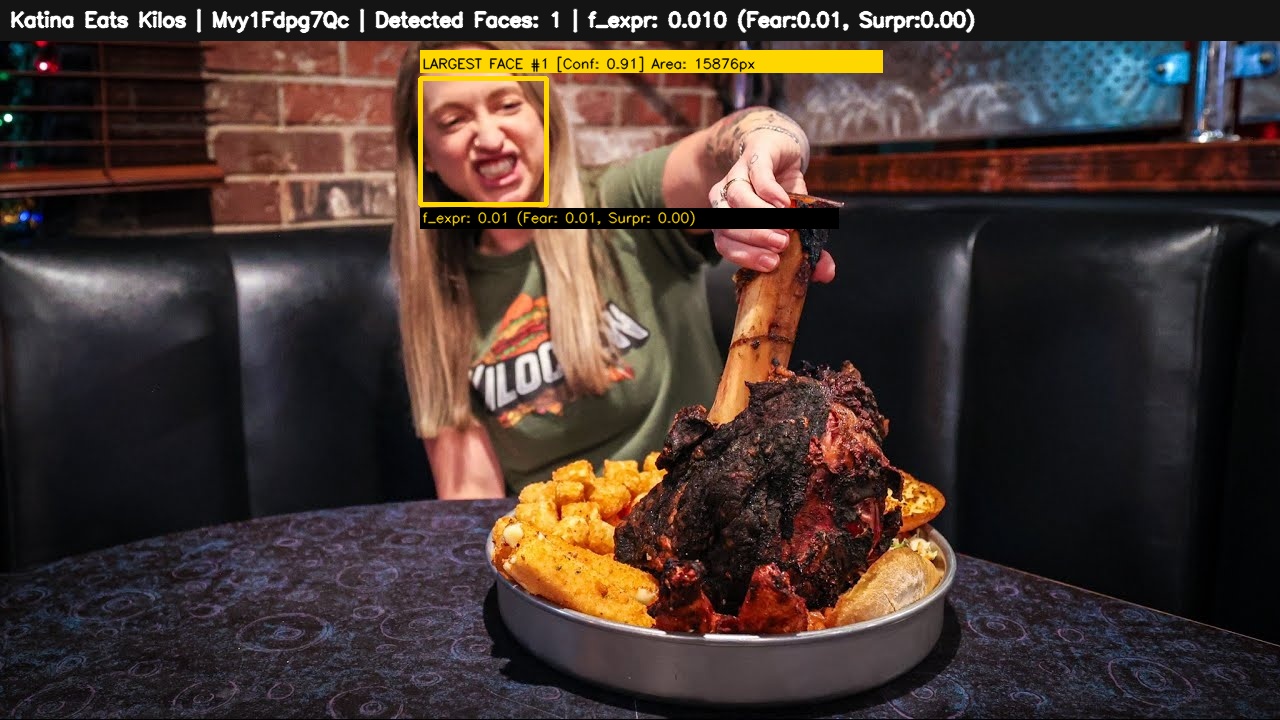 Katina Eats Kilos | Mvy1Fdpg7Qc | Detected Faces: 1 | f_expr: 0.010 (Fear:0.01, Surpr:0.00)
LARGEST FACE #1 [Conf: 0.91] Area: 15876px
f_expr: 0.01 (Fear: 0.01, Surpr: 0.00)